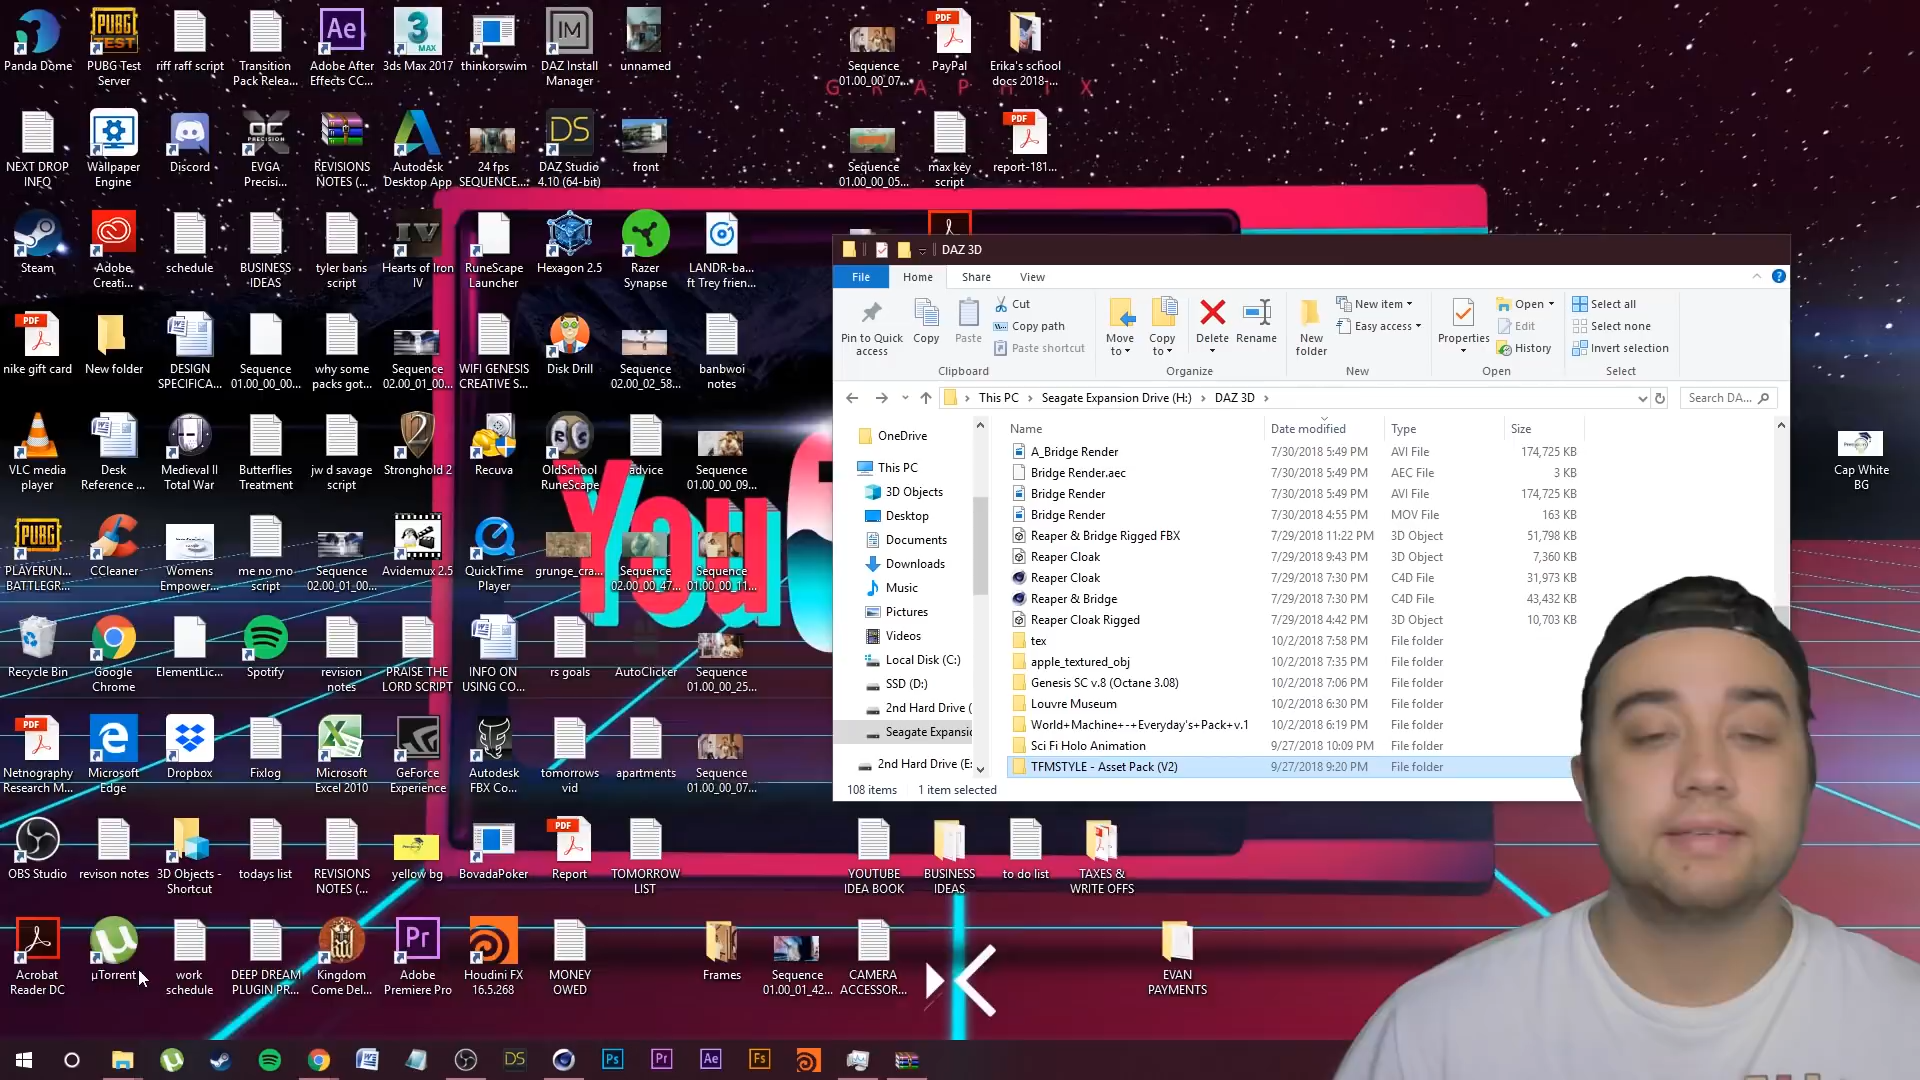 Panda Dome
PUBG Test
Server
riff raff script
Transition
Pack Relea...
Adobe After
Effects CC...
3ds Max 2017
thinkorswim
DAZ Install
Manager
unnamed
Sequence
01.00_00_07...
PayPal
Erika's school
docs 2018-...
G R A P H I X
NEXT DROP
INFO
Wallpaper
Engine
Discord
EVGA
Precisi...
REVISIONS
NOTES (...
Autodesk
Desktop App
24 fps
SEQUENCE....
DAZ Studio
4.10 (64-bit)
front
Sequence
01.00_00_05...
max key
script
report-181...
Steam
Adobe
Creati...
schedule
BUSINESS
IDEAS
tyler bans
script
Hearts of Iron
IV
RuneScape
Launcher
Hexagon 2.5
Razer
Synapse
LANDR-ba...
ft Trey frien...
nike gift card
New folder
DESIGN
SPECIFICA...
Sequence
01.00_00_00...
why some
packs got...
Sequence
02.00_01_00...
WIFI GENESIS
CREATIVE S...
Disk Drill
Sequence
02.00_02_58...
banbwoi
notes
VLC media
player
Desk
Reference ...
Medieval II
Total War
Butterflies
Treatment
jw d savage
script
Stronghold 2
Recuva
OldSchool
RuneScape
advice
Sequence
01.00_00_09...
PLAYERUN...
BATTLEGR...
CCleaner
Womens
Empower...
me no mo
script
Sequence
02.00_01_00...
Avidemux 2.5
QuickTime
Player
grunge_cra...
Sequence
02.00_00_47...
Sequence
01.00_00_11...
You
Recycle Bin
Google
Chrome
ElementLic...
Spotify
revision
notes
PRAISE THE
LORD SCRIPT
INFO ON
USING CO...
rs goals
AutoClicker
Sequence
01.00_00_25...
Netnography
Research M...
Microsoft
Edge
Dropbox
Fixlog
Microsoft
Excel 2010
GeForce
Experience
Autodesk
FBX Co...
tomorrows
vid
apartments
Sequence
01.00_00_07...
OBS Studio
revison notes
3D Objects -
Shortcut
todays list
REVISIONS
NOTES (...
yellow bg
BovadaPoker
Report
TOMORROW
LIST
YOUTUBE
IDEA BOOK
BUSINESS
IDEAS
to do list
TAXES &
WRITE OFFS
Acrobat
Reader DC
µTorrent
work
schedule
DEEP DREAM
PLUGIN PR...
Kingdom
Come Del...
Adobe
Premiere Pro
Houdini FX
16.5.268
MONEY
OWED
Frames
Sequence
01.00_01_42...
CAMERA
ACCESSOR...
EVAN
PAYMENTS
Cap White
BG
DAZ 3D
File Home Share View
Pin to Quick
access
Copy
Paste
Cut
Copy path
Paste shortcut
Clipboard
Move
to
Copy
to
Delete
Rename
Organize
New
folder
New item
Easy access
New
Properties
Open
Edit
History
Open
Select all
Select none
Invert selection
Select
This PC › Seagate Expansion Drive (H:) › DAZ 3D ›
Search DA...
OneDrive
This PC
3D Objects
Desktop
Documents
Downloads
Music
Pictures
Videos
Local Disk (C:)
SSD (D:)
2nd Hard Drive (
Seagate Expansio
2nd Hard Drive (E:
Name Date modified Type Size
A_Bridge Render 7/30/2018 5:49 PM AVI File 174,725 KB
Bridge Render.aec 7/30/2018 5:49 PM AEC File 3 KB
Bridge Render 7/30/2018 5:49 PM AVI File 174,725 KB
Bridge Render 7/30/2018 4:55 PM MOV File 163 KB
Reaper & Bridge Rigged FBX 7/29/2018 11:22 PM 3D Object 51,798 KB
Reaper Cloak 7/29/2018 9:43 PM 3D Object 7,360 KB
Reaper Cloak 7/29/2018 7:30 PM C4D File 31,973 KB
Reaper & Bridge 7/29/2018 7:30 PM C4D File 43,432 KB
Reaper Cloak Rigged 7/29/2018 4:42 PM 3D Object 10,703 KB
tex 10/2/2018 7:58 PM File folder
apple_textured_obj 10/2/2018 7:35 PM File folder
Genesis SC v.8 (Octane 3.08) 10/2/2018 7:06 PM File folder
Louvre Museum 10/2/2018 6:30 PM File folder
World+Machine+-+Everyday's+Pack+v.1 10/2/2018 6:19 PM File folder
Sci Fi Holo Animation 9/27/2018 10:09 PM File folder
TFMSTYLE - Asset Pack (V2) 9/27/2018 9:20 PM File folder
108 items 1 item selected